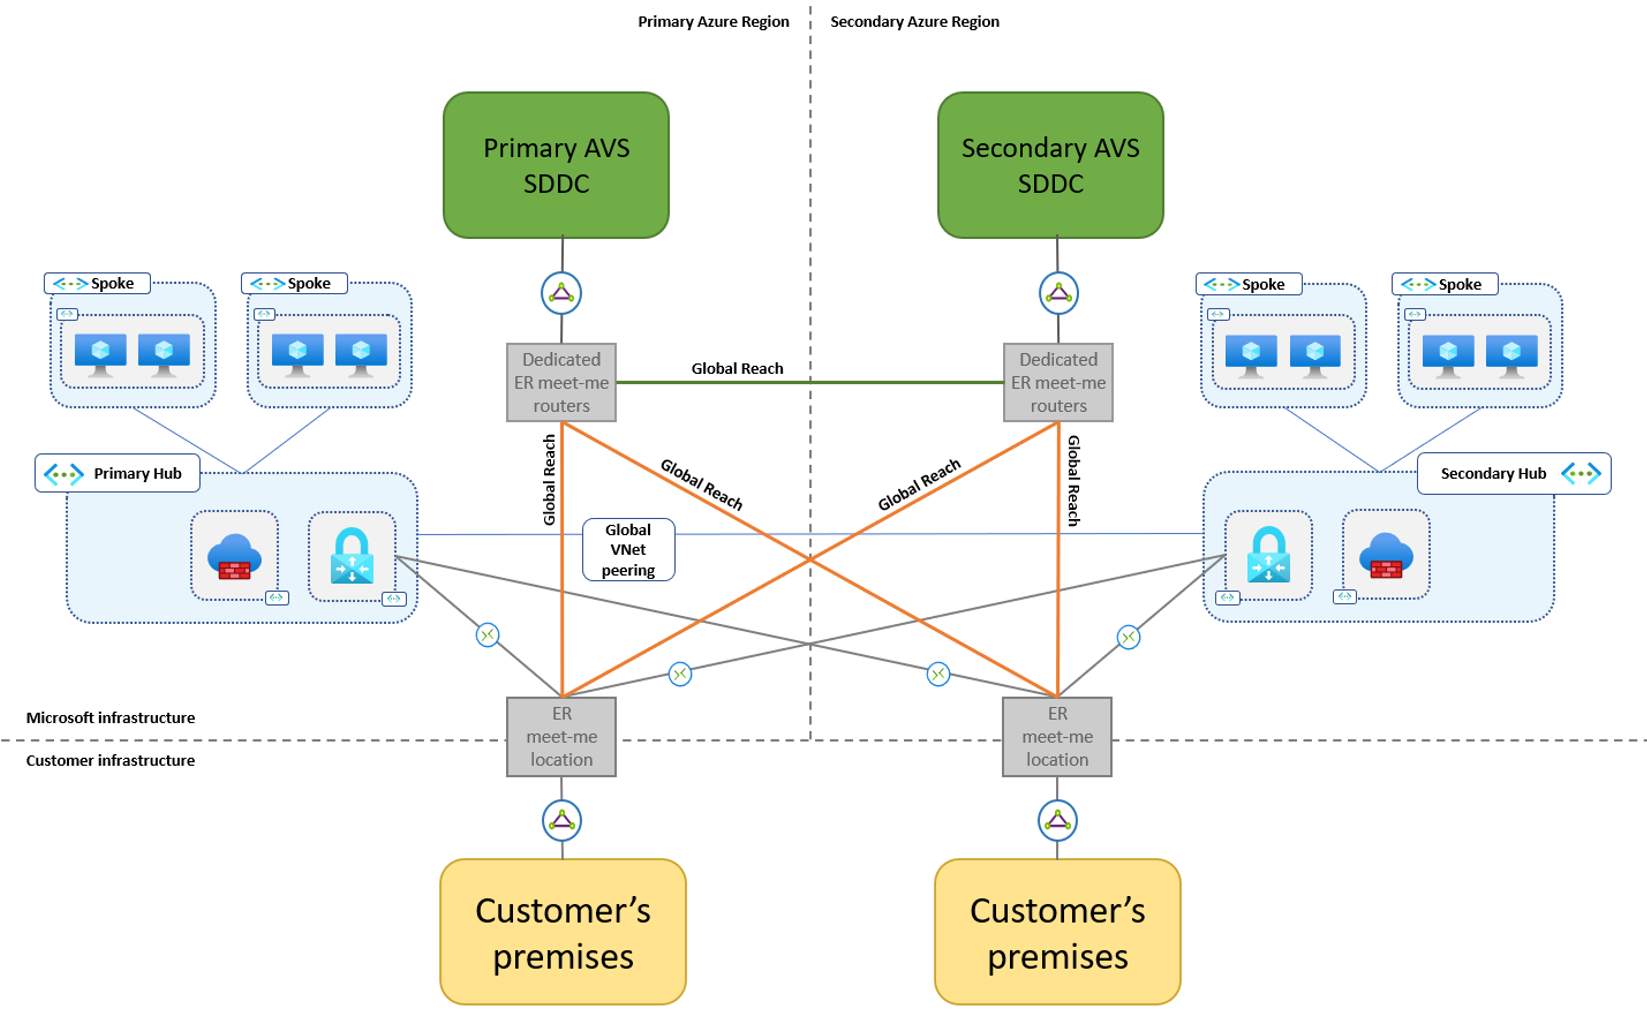 Primary Azure Region
Secondary Azure Region
Primary AVS
SDDC
Secondary AVS
SDDC
Spoke
Spoke
Spoke
Spoke
Dedicated
ER meet-me
routers
Global Reach
Dedicated
ER meet-me
routers
Global Reach
Global Reach
Global Reach
Global Reach
Primary Hub
Secondary Hub
Global
VNet
peering
Microsoft infrastructure
Customer infrastructure
ER
meet-me
location
ER
meet-me
location
Customer’s
premises
Customer’s
premises